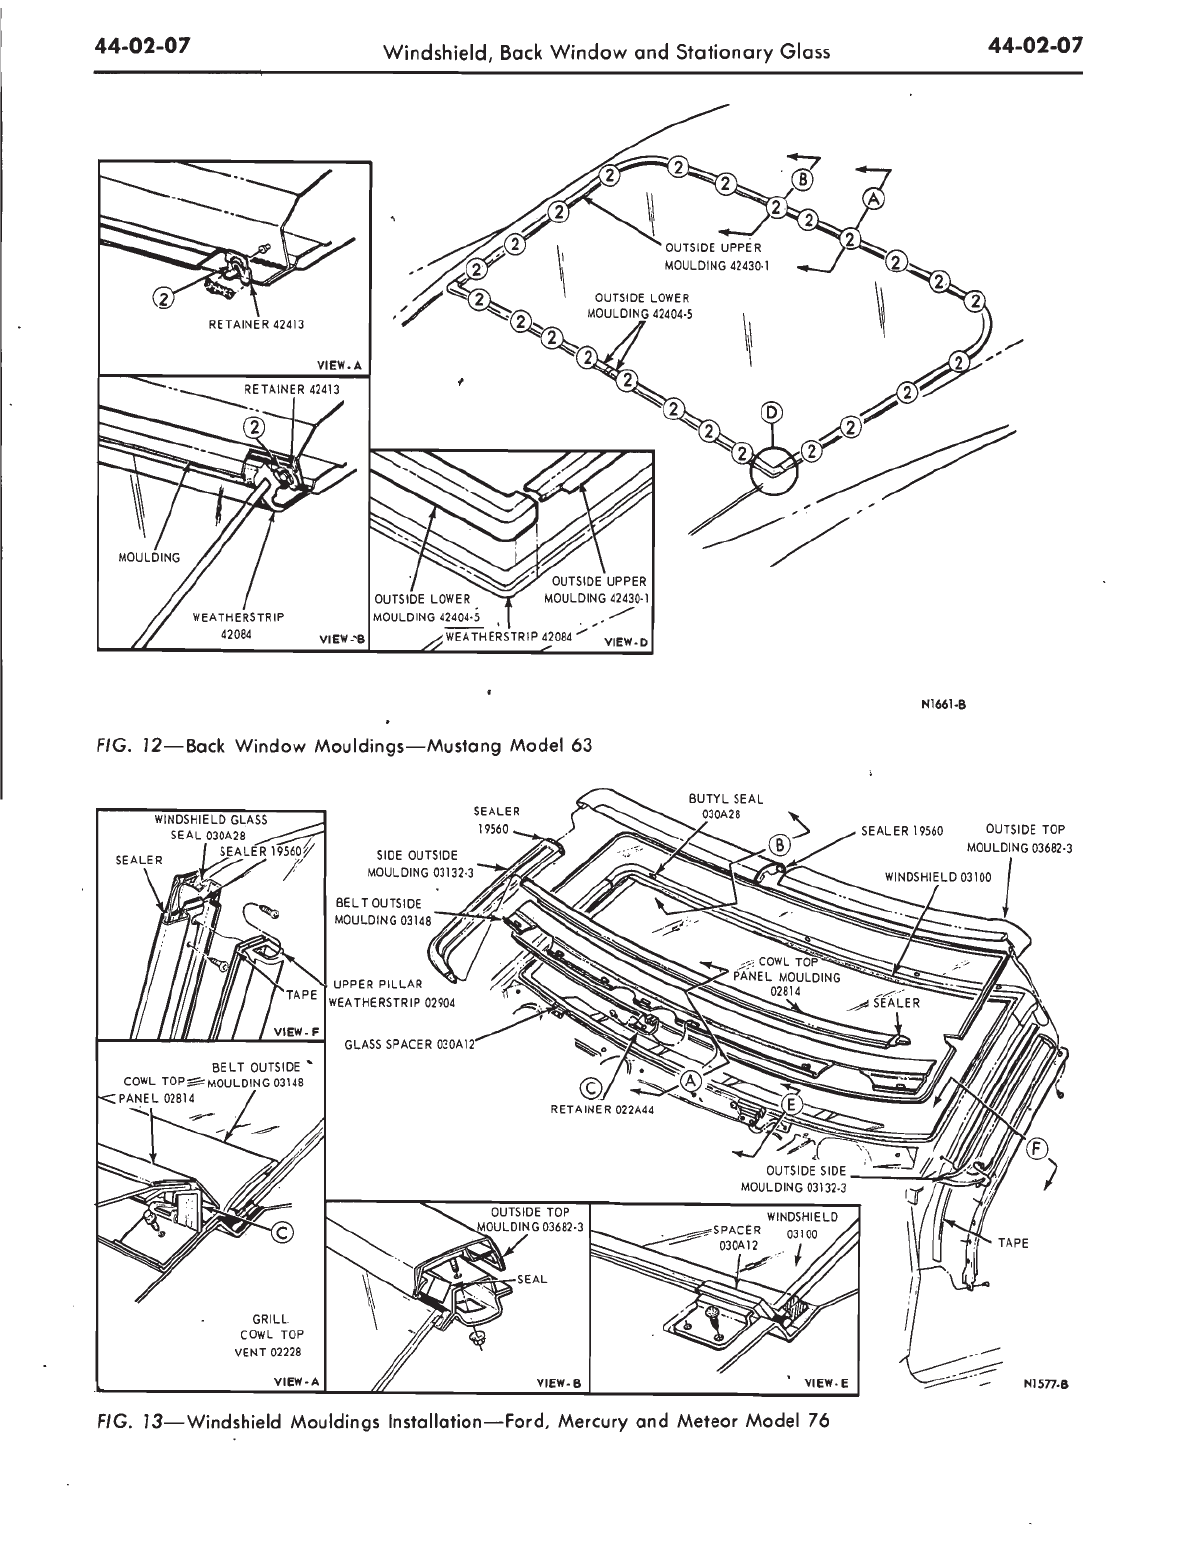 44-02-07
Windshield, Back Window and Stationary Glass
44-02-07
2
RETAINER 42413
VIEW-A
RETAINER 42413
2
MOULDING
WEATHERSTRIP
42084
VIEW-B
OUTSIDE LOWER
MOULDING 42404-5
OUTSIDE UPPER
MOULDING 42430-1
WEATHERSTRIP 42084
VIEW-D
2
2
2
2
2
2
2
2
2
2
2
2
2
B
A
OUTSIDE UPPER
MOULDING 42430-1
OUTSIDE LOWER
MOULDING 42404-5
2
2
2
2
2
2
2
2
2
2
2
2
D
N1661-B
FIG. 12—Back Window Mouldings—Mustang Model 63
WINDSHIELD GLASS
SEAL 030A28
SEALER
SEALER 19560
TAPE
UPPER PILLAR
WEATHERSTRIP 02904
VIEW-F
BELT OUTSIDE
MOULDING 03148
COWL TOP
PANEL 02814
C
GRILL
COWL TOP
VENT 02228
VIEW-A
SEALER
19560
SIDE OUTSIDE
MOULDING 03132-3
BELT OUTSIDE
MOULDING 03148
GLASS SPACER 030A12
BUTYL SEAL
030A28
B
SEALER 19560
OUTSIDE TOP
MOULDING 03682-3
WINDSHIELD 03100
COWL TOP
PANEL MOULDING
02814
SEALER
C
A
RETAINER 022A44
E
F
OUTSIDE SIDE
MOULDING 03132-3
TAPE
OUTSIDE TOP
MOULDING 03682-3
SEAL
VIEW-B
SPACER
030A12
WINDSHIELD
03100
VIEW-E
N1577-B
FIG. 13—Windshield Mouldings Installation—Ford, Mercury and Meteor Model 76